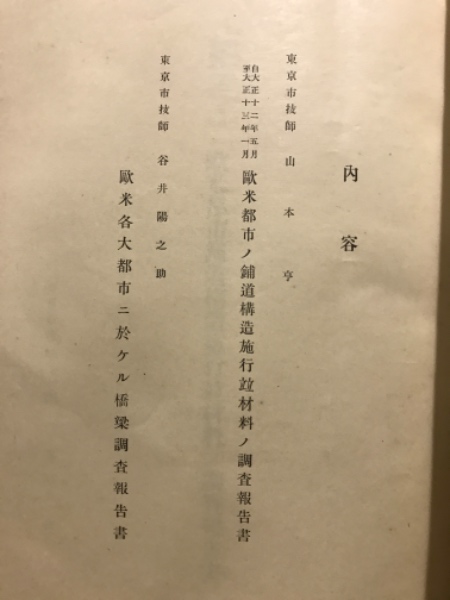 內容
東京市技師 山本亨
自大正十二年五月
至大正十三年一月
歐米都市ノ鋪道構造施行竝材料ノ調査報告書
東京市技師 谷井陽之助
歐米各大都市ニ於ケル橋梁調査報告書